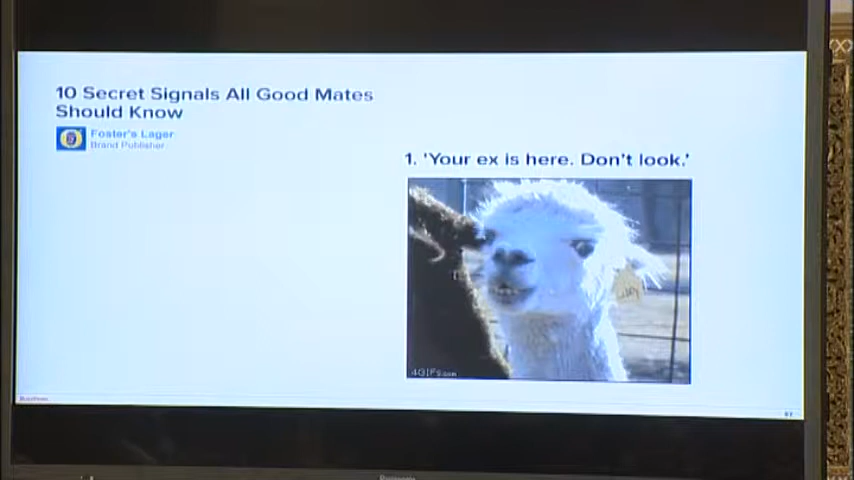 10 Secret Signals All Good Mates
Should Know
Foster's Lager
Brand Publisher
1. 'Your ex is here. Don't look.'
4GIFs.com
BuzzFeed